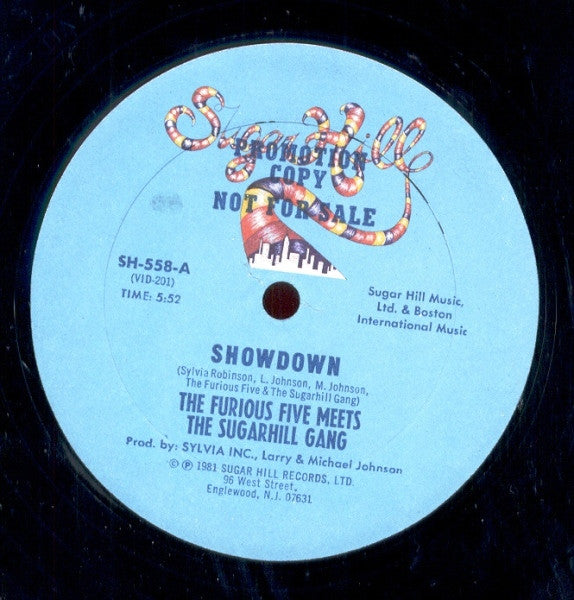 Sugar Hill
PROMOTION
COPY
NOT FOR SALE
SH-558-A
(VID-201)
TIME: 5:52
Sugar Hill Music,
Ltd. & Boston
International Music
SHOWDOWN
(Sylvia Robinson, L. Johnson, M. Johnson,
The Furious Five & The Sugarhill Gang)
THE FURIOUS FIVE MEETS
THE SUGARHILL GANG
Prod. by: SYLVIA INC., Larry & Michael Johnson
© ℗ 1981 SUGAR HILL RECORDS, LTD.
96 West Street,
Englewood, N.J. 07631